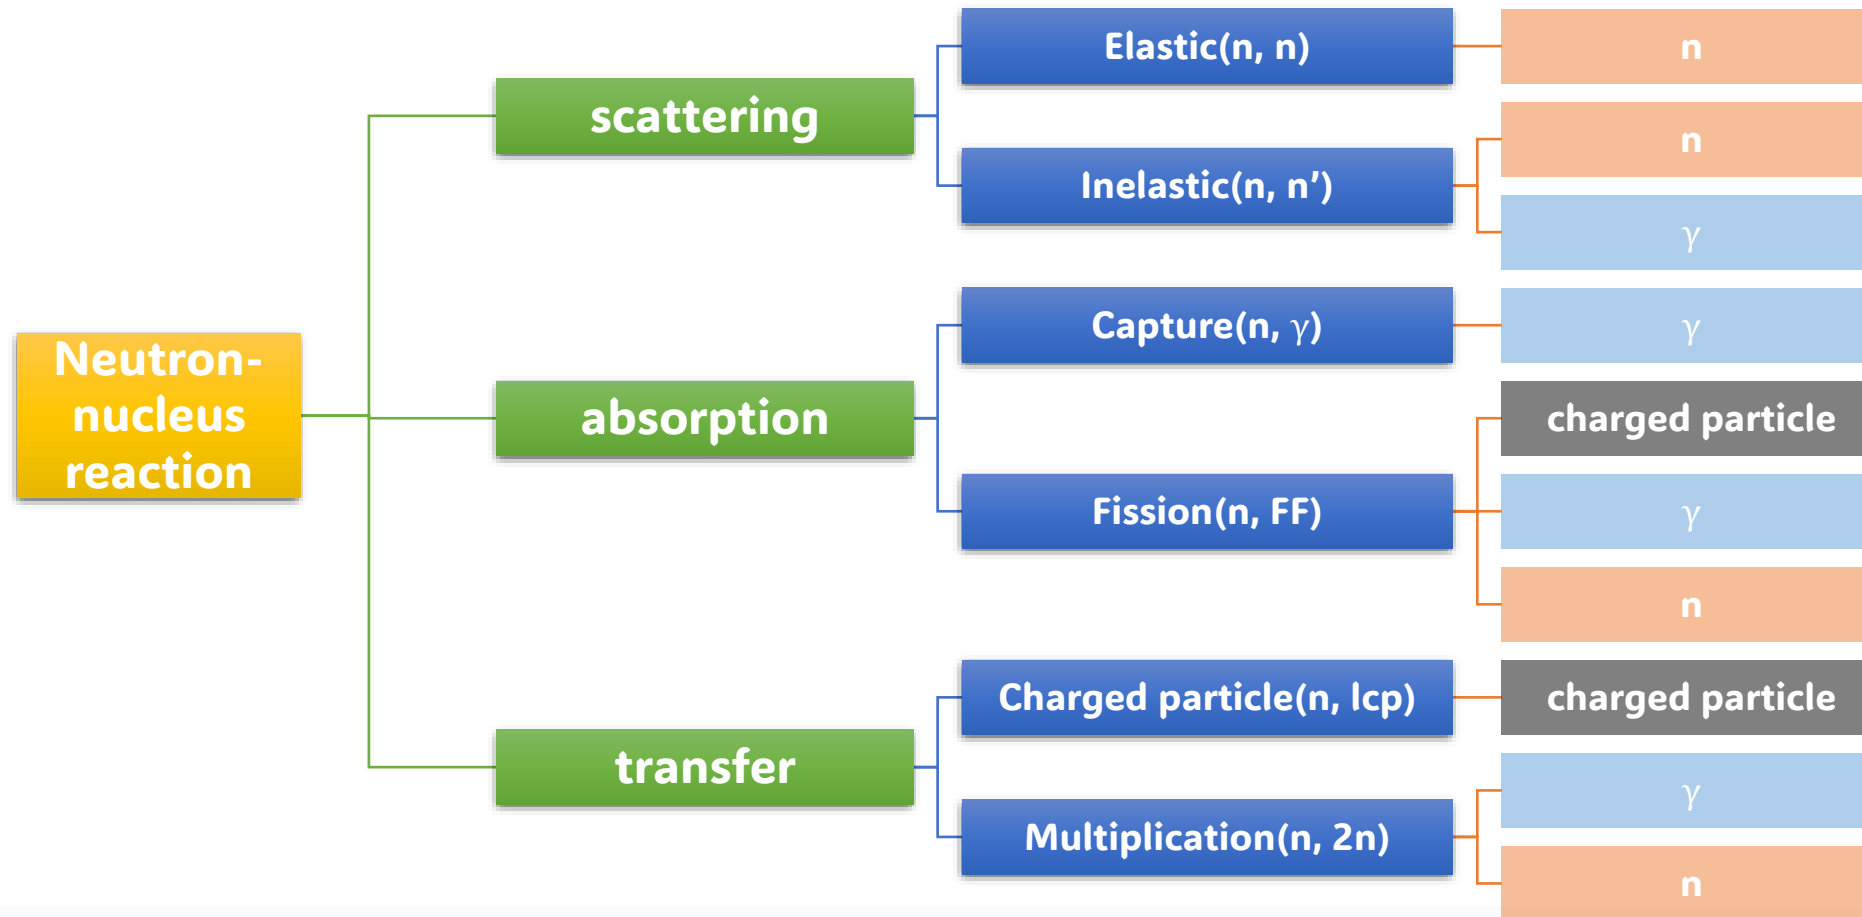 Neutron-
nucleus
reaction
scattering
absorption
transfer
Elastic(n, n)
Inelastic(n, n′)
Capture(n, γ)
Fission(n, FF)
Charged particle(n, lcp)
Multiplication(n, 2n)
n
n
γ
γ
charged particle
γ
n
charged particle
γ
n